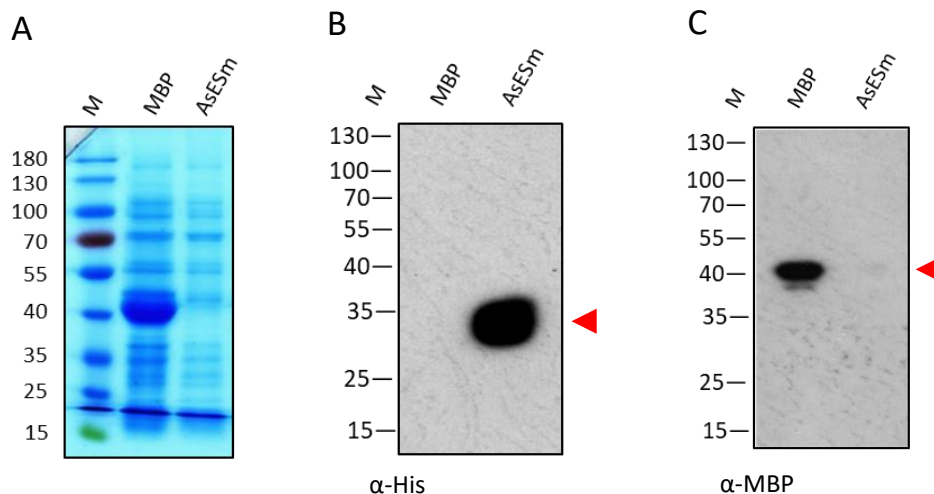 A
B
C
M
MBP
AsESm
M
MBP
AsESm
M
MBP
AsESm
180
130
100
70
55
40
35
25
15
130—
100—
70—
55—
40—
35—
25—
15—
130—
100—
70—
55—
40—
35—
25—
15—
α-His
α-MBP